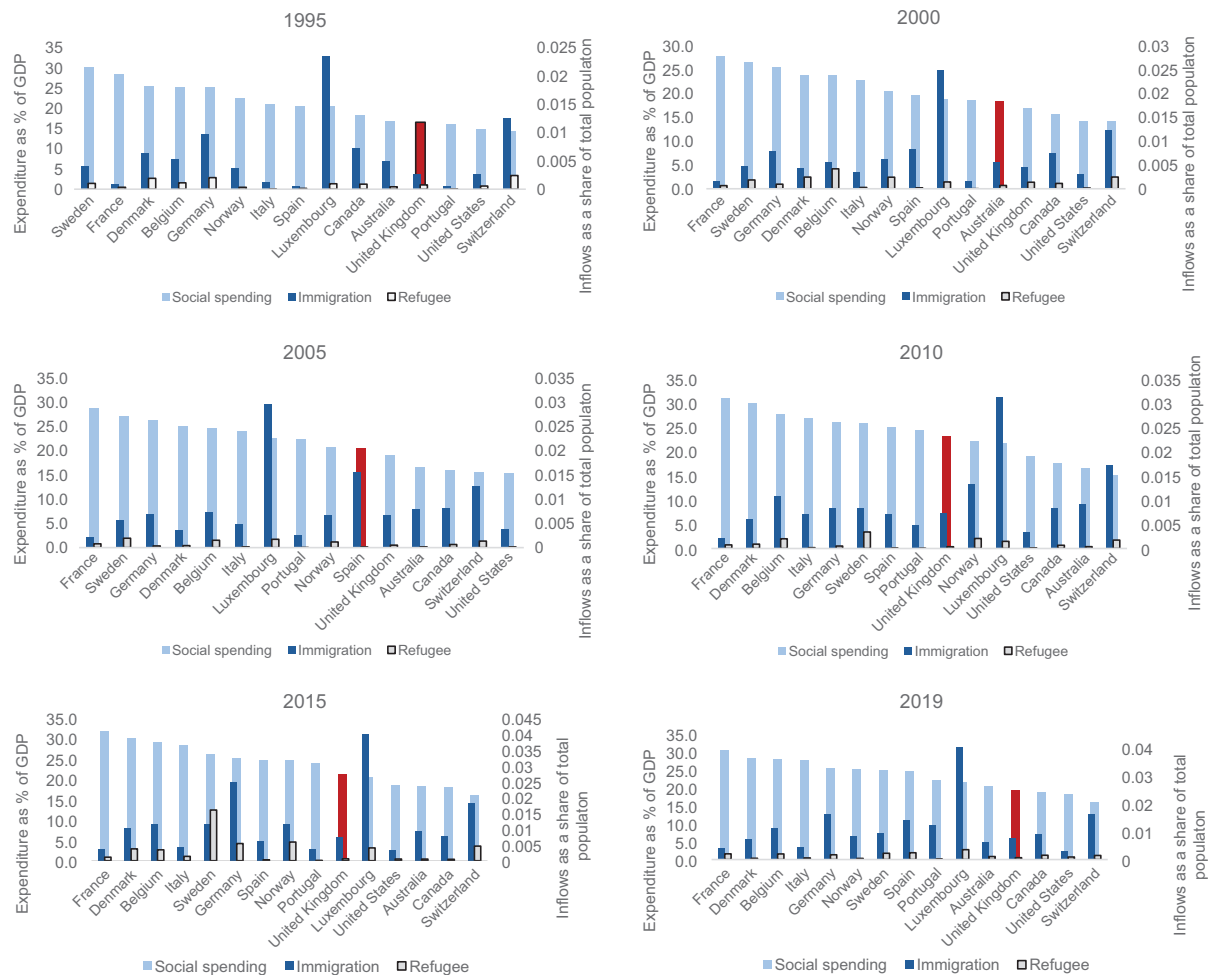 1995
Expenditure as % of GDP
35
30
25
20
15
10
5
0
0.025
0.02
0.015
0.01
0.005
0
Inflows as a share of total populaton
Sweden
France
Denmark
Belgium
Germany
Norway
Italy
Spain
Luxembourg
Canada
Australia
United Kingdom
Portugal
United States
Switzerland
Social spending Immigration Refugee
2000
Expenditure as % of GDP
30.0
25.0
20.0
15.0
10.0
5.0
0.0
0.03
0.025
0.02
0.015
0.01
0.005
0
Inflows as a share of total populaton
France
Sweden
Germany
Denmark
Belgium
Italy
Norway
Spain
Luxembourg
Portugal
Australia
United Kingdom
Canada
United States
Switzerland
Social spending Immigration Refugee
2005
Expenditure as % of GDP
35.0
30.0
25.0
20.0
15.0
10.0
5.0
0.0
0.035
0.03
0.025
0.02
0.015
0.01
0.005
0
Inflows as a share of total populaton
France
Sweden
Germany
Denmark
Belgium
Italy
Luxembourg
Portugal
Norway
Spain
United Kingdom
Australia
Canada
Switzerland
United States
Social spending Immigration Refugee
2010
Expenditure as % of GDP
35.0
30.0
25.0
20.0
15.0
10.0
5.0
0.0
0.035
0.03
0.025
0.02
0.015
0.01
0.005
0
Inflows as a share of total populaton
France
Denmark
Belgium
Italy
Germany
Sweden
Spain
Portugal
United Kingdom
Norway
Luxembourg
United States
Canada
Australia
Switzerland
Social spending Immigration Refugee
2015
Expenditure as % of GDP
35.0
30.0
25.0
20.0
15.0
10.0
5.0
0.0
0.045
0.04
0.035
0.03
0.025
0.02
0.015
0.01
0.005
0
Inflows as a share of total
populaton
France
Denmark
Belgium
Italy
Sweden
Germany
Spain
Norway
Portugal
United Kingdom
Luxembourg
United States
Australia
Canada
Switzerland
Social spending Immigration Refugee
2019
Expenditure as % of GDP
35.0
30.0
25.0
20.0
15.0
10.0
5.0
0.0
0.04
0.03
0.02
0.01
0
Inflows as a share of total
populaton
France
Denmark
Belgium
Italy
Germany
Norway
Sweden
Spain
Portugal
Luxembourg
Australia
United Kingdom
Canada
United States
Switzerland
Social spending Immigration Refugee